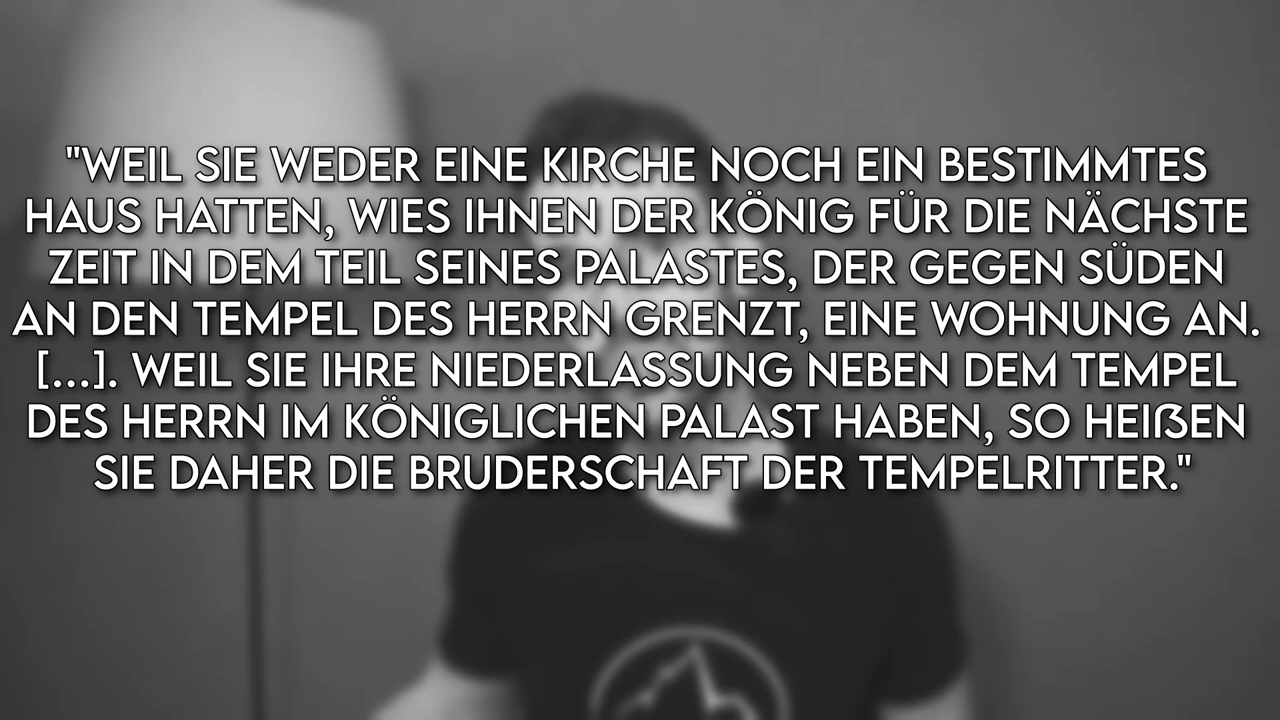 "WEIL SIE WEDER EINE KIRCHE NOCH EIN BESTIMMTES
HAUS HATTEN, WIES IHNEN DER KÖNIG FÜR DIE NÄCHSTE
ZEIT IN DEM TEIL SEINES PALASTES, DER GEGEN SÜDEN
AN DEN TEMPEL DES HERRN GRENZT, EINE WOHNUNG AN.
[...]. WEIL SIE IHRE NIEDERLASSUNG NEBEN DEM TEMPEL
DES HERRN IM KÖNIGLICHEN PALAST HABEN, SO HEIßEN
SIE DAHER DIE BRUDERSCHAFT DER TEMPELRITTER."